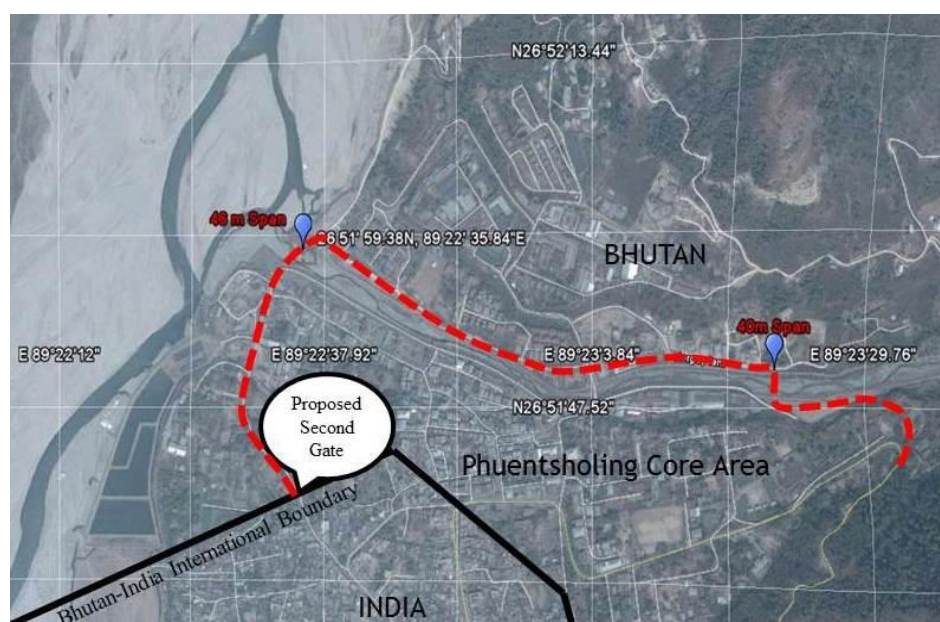 N26°52'13.44"
46 m Span
26 51' 59.38N, 89 22' 35.84"E
BHUTAN
40m Span
E 89°22'12"
E 89°22'37.92"
E 89°23'3.84"
E 89°23'29.76"
Proposed
Second
Gate
N26°51'47.52"
Phuentsholing Core Area
Bhutan-India International Boundary
INDIA